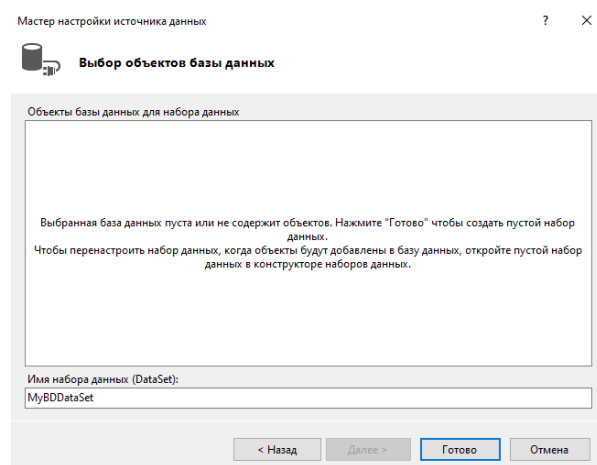 Мастер настройки источника данных
?
Выбор объектов базы данных
Объекты базы данных для набора данных
Выбранная база данных пуста или не содержит объектов. Нажмите "Готово" чтобы создать пустой набор
данных.
Чтобы перенастроить набор данных, когда объекты будут добавлены в базу данных, откройте пустой набор
данных в конструкторе наборов данных.
Имя набора данных (DataSet):
MyBDDataSet
< Назад Далее > Готово Отмена